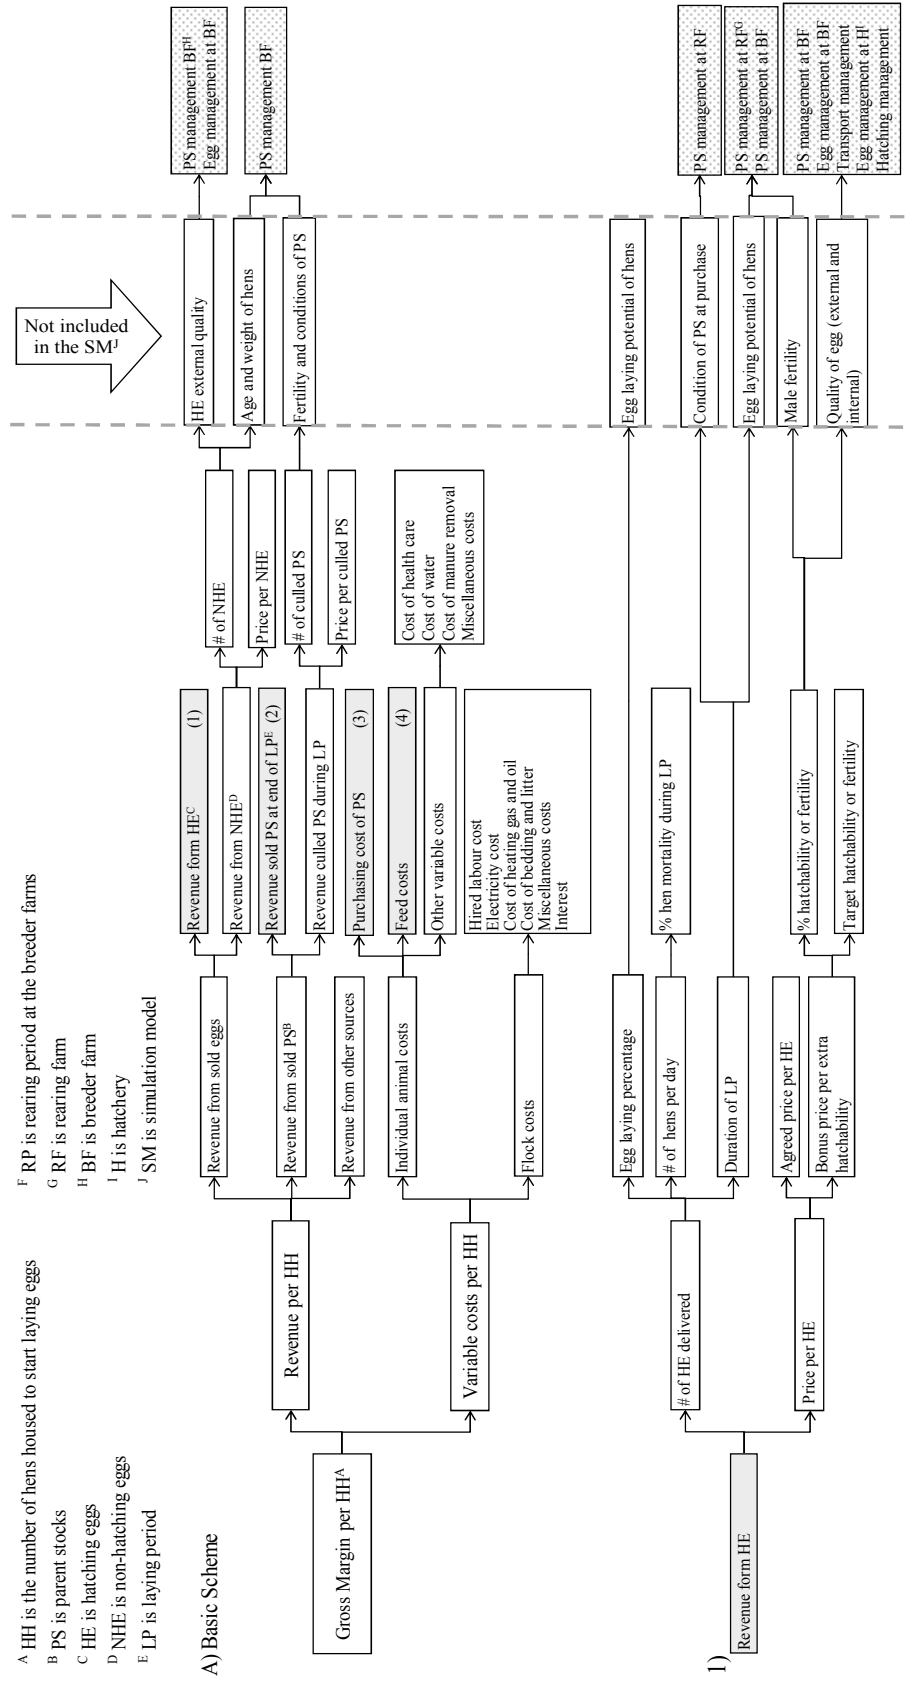 A HH is the number of hens housed to start laying eggs
B PS is parent stocks
C HE is hatching eggs
D NHE is non-hatching eggs
E LP is laying period
F RP is rearing period at the breeder farms
G RF is rearing farm
H BF is breeder farm
I H is hatchery
J SM is simulation model
Not included
in the SMJ
A) Basic Scheme
Gross Margin per HHA
Revenue per HH
Variable costs per HH
Revenue from sold eggs
Revenue from sold PSB
Revenue from other sources
Individual animal costs
Flock costs
Revenue form HEC (1)
Revenue from NHED
Revenue sold PS at end of LPE (2)
Revenue culled PS during LP
Purchasing cost of PS (3)
Feed costs (4)
Other variable costs
Hired labour cost
Electricity cost
Cost of heating gas and oil
Cost of bedding and litter
Miscellaneous costs
Interest
# of NHE
Price per NHE
# of culled PS
Price per culled PS
Cost of health care
Cost of water
Cost of manure removal
Miscellaneous costs
HE external quality
Age and weight of hens
Fertility and conditions of PS
PS management BFH
Egg management at BF
PS management BF
1)
Revenue form HE
# of HE delivered
Price per HE
Egg laying percentage
# of hens per day
Duration of LP
Agreed price per HE
Bonus price per extra
hatchability
% hen mortality during LP
% hatchability or fertility
Target hatchability or fertility
Egg laying potential of hens
Condition of PS at purchase
Egg laying potential of hens
Male fertility
Quality of egg (external and
internal)
PS management at RF
PS management at RFG
PS management at BF
PS management at BF
Egg management at BF
Transport management
Egg management at HI
Hatching management